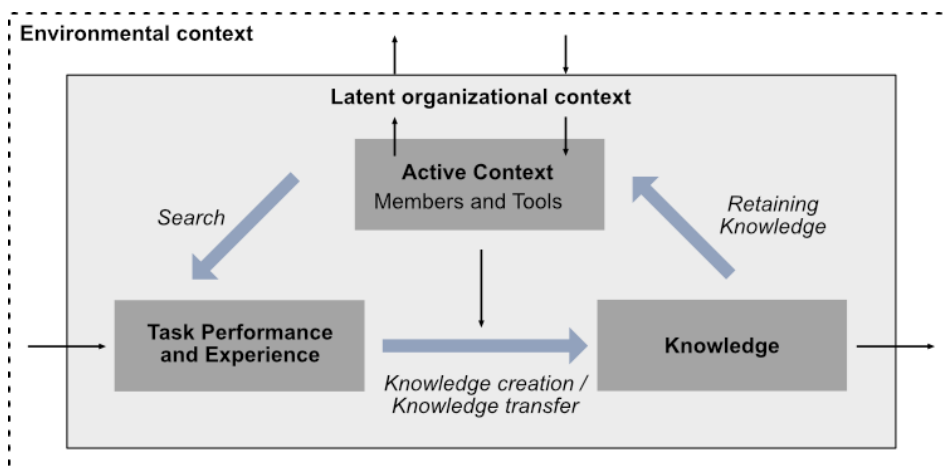 Environmental context
Latent organizational context
Active Context
Members and Tools
Search
Retaining
Knowledge
Task Performance
and Experience
Knowledge
Knowledge creation /
Knowledge transfer